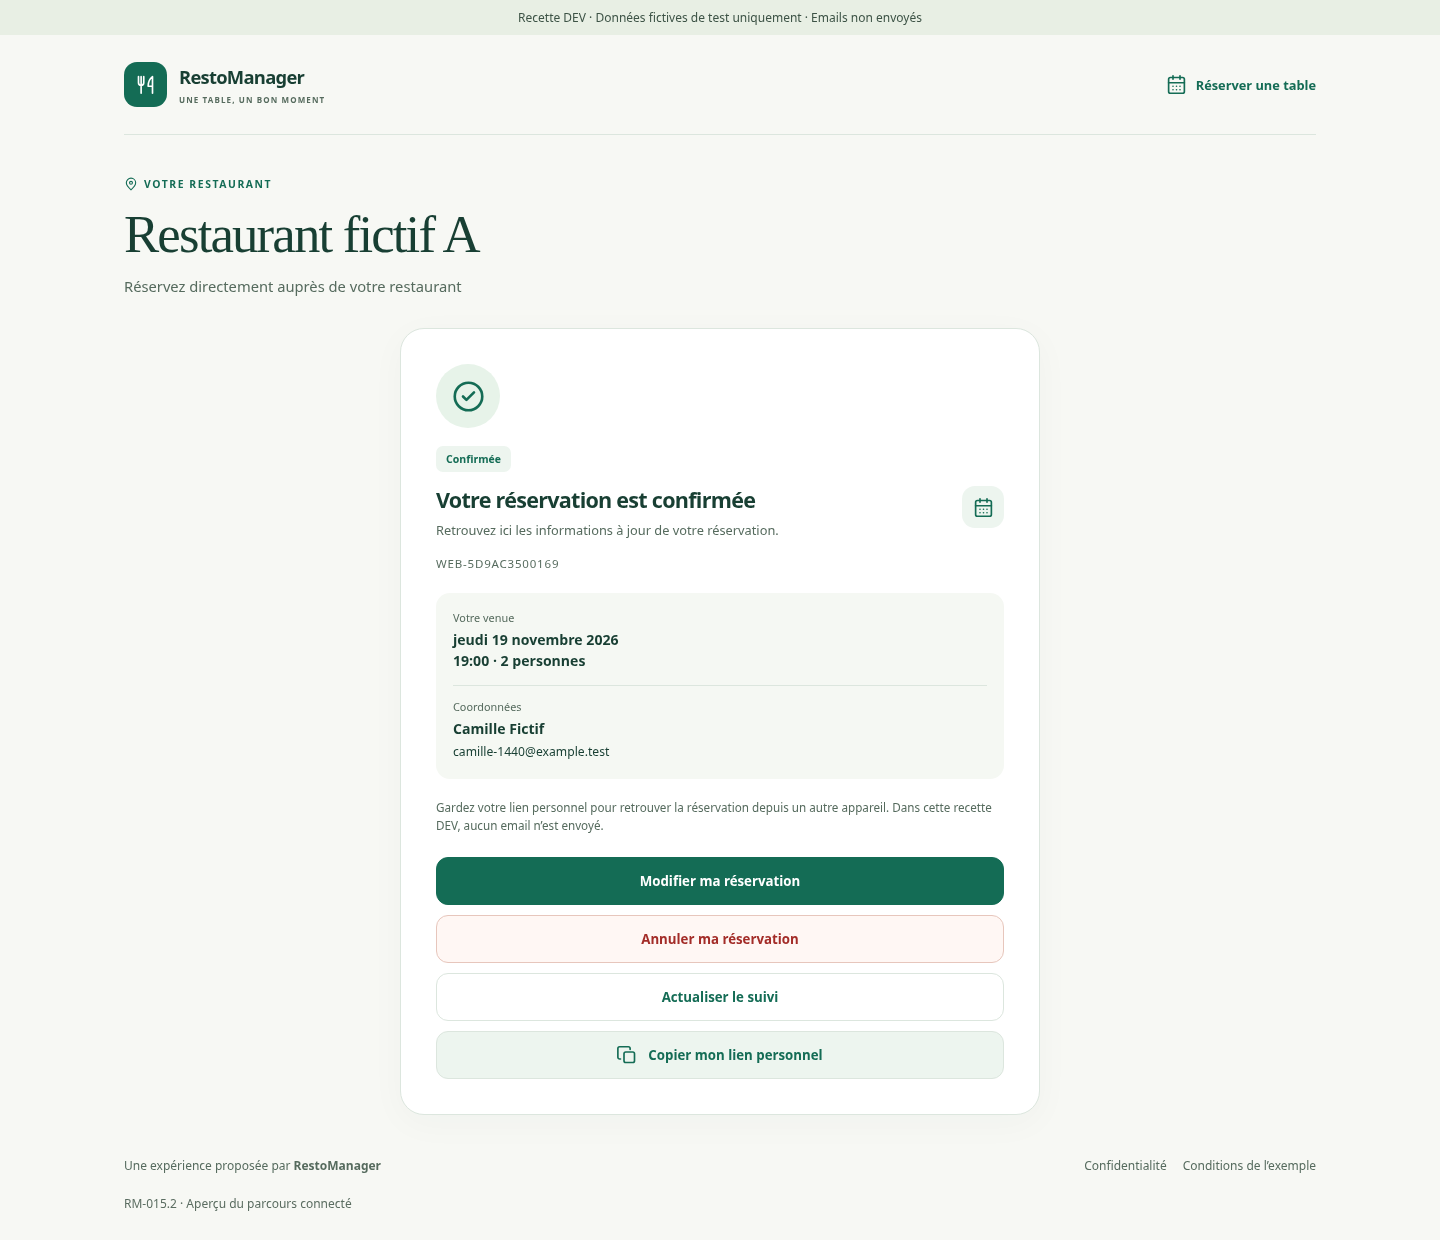 Recette DEV · Données fictives de test uniquement · Emails non envoyés
RestoManager
UNE TABLE, UN BON MOMENT
Réserver une table
VOTRE RESTAURANT
Restaurant fictif A
Réservez directement auprès de votre restaurant
Confirmée
Votre réservation est confirmée
Retrouvez ici les informations à jour de votre réservation.
WEB-5D9AC3500169
Votre venue
jeudi 19 novembre 2026
19:00 · 2 personnes
Coordonnées
Camille Fictif
camille-1440@example.test
Gardez votre lien personnel pour retrouver la réservation depuis un autre appareil. Dans cette recette
DEV, aucun email n’est envoyé.
Modifier ma réservation
Annuler ma réservation
Actualiser le suivi
Copier mon lien personnel
Une expérience proposée par RestoManager
Confidentialité
Conditions de l’exemple
RM-015.2 · Aperçu du parcours connecté